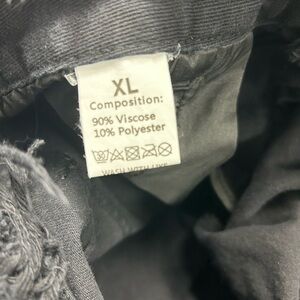 XL
Composition:
90% Viscose
10% Polyester
WASH WITH LIKE